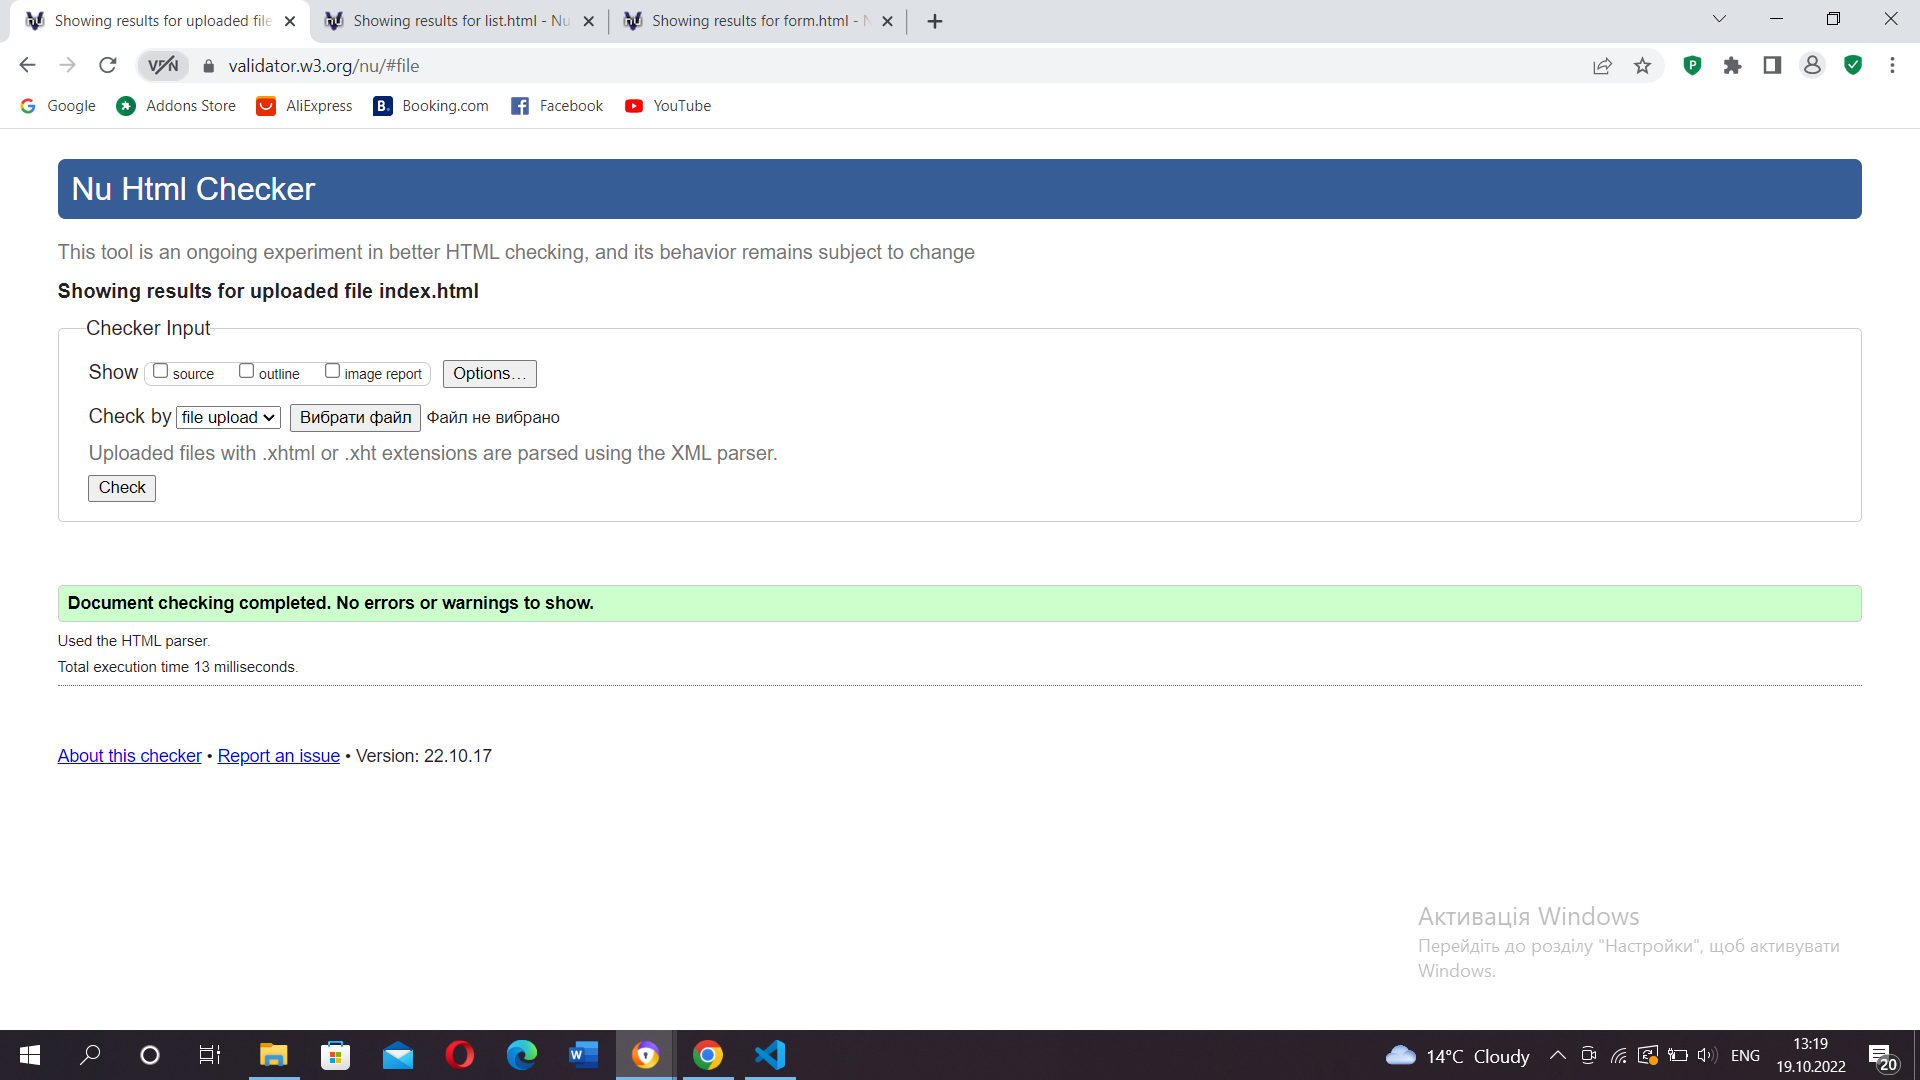 Showing results for uploaded file
Showing results for list.html - Nu
Showing results for form.html - N
VPN
validator.w3.org/nu/#file
Google
Addons Store
AliExpress
Booking.com
Facebook
YouTube
Nu Html Checker
This tool is an ongoing experiment in better HTML checking, and its behavior remains subject to change
Showing results for uploaded file index.html
Checker Input
Show source outline image report Options…
Check by file upload Вибрати файл Файл не вибрано
Uploaded files with .xhtml or .xht extensions are parsed using the XML parser.
Check
Document checking completed. No errors or warnings to show.
Used the HTML parser.
Total execution time 13 milliseconds.
About this checker • Report an issue • Version: 22.10.17
Активація Windows
Перейдіть до розділу "Настройки", щоб активувати
Windows.
14°C Cloudy
ENG
13:19
19.10.2022
20